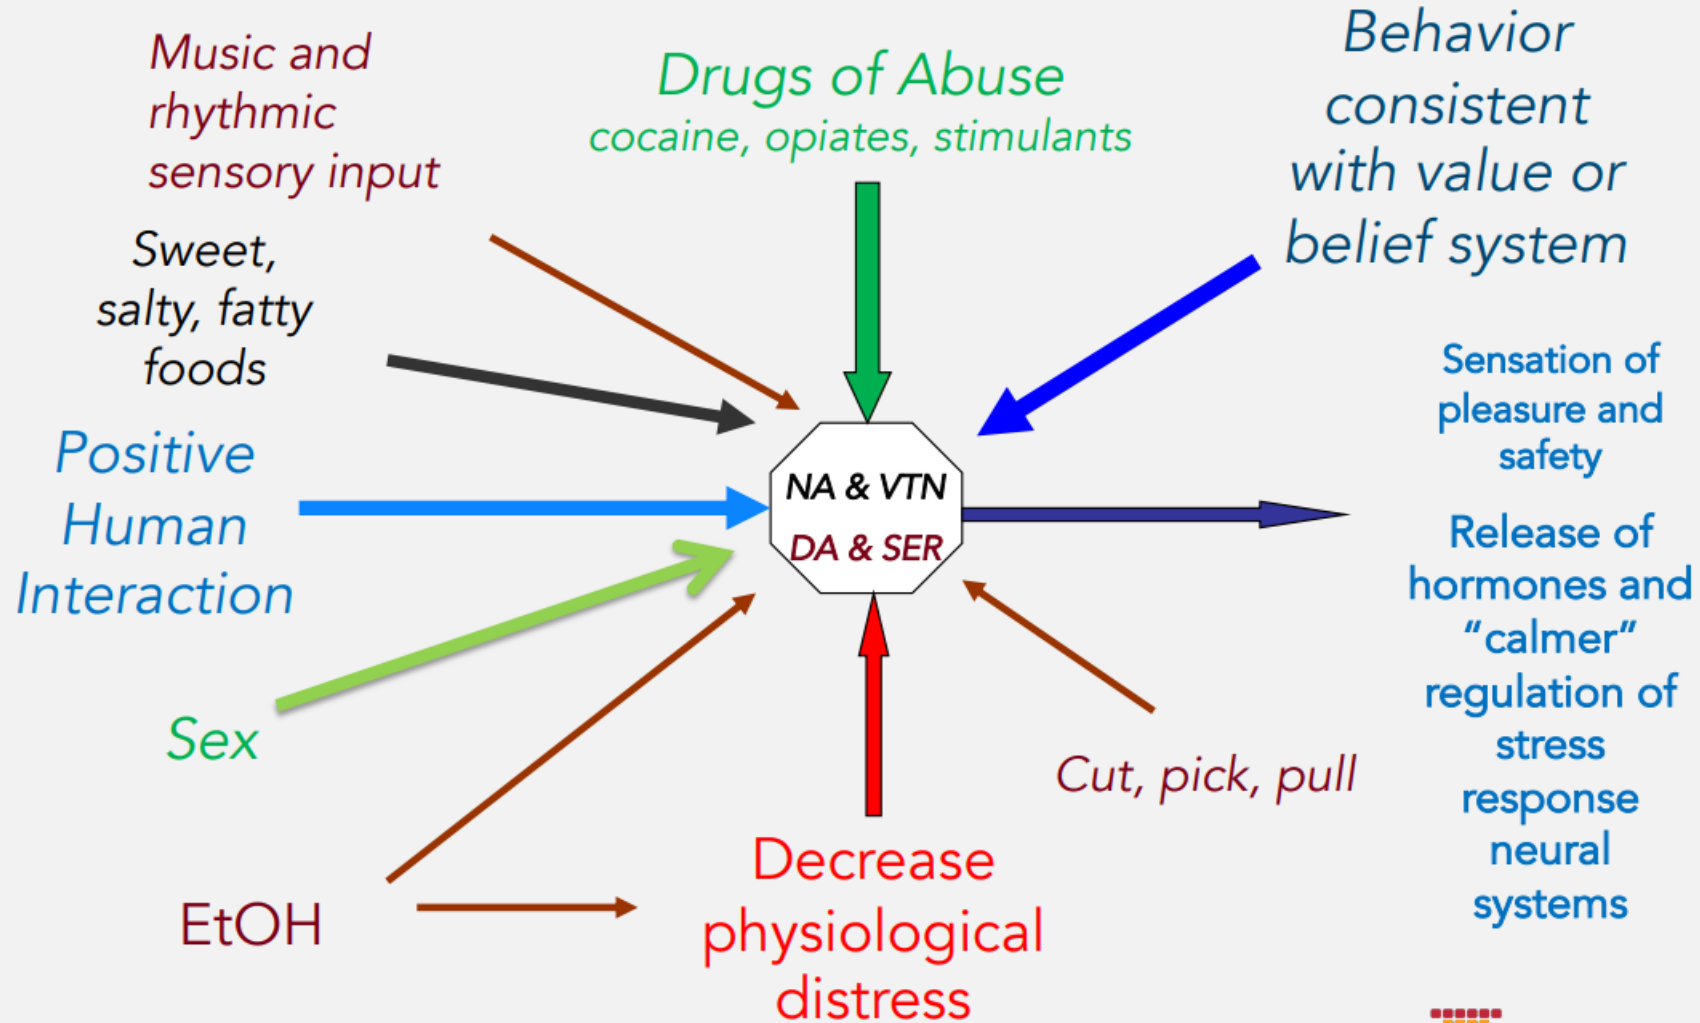 Music and
rhythmic
sensory input
Drugs of Abuse
cocaine, opiates, stimulants
Behavior
consistent
with value or
belief system
Sweet,
salty, fatty
foods
Positive
Human
Interaction
NA & VTN
DA & SER
Sensation of
pleasure and
safety
Release of
hormones and
“calmer”
regulation of
stress
response
neural
systems
Sex
Cut, pick, pull
EtOH
Decrease
physiological
distress